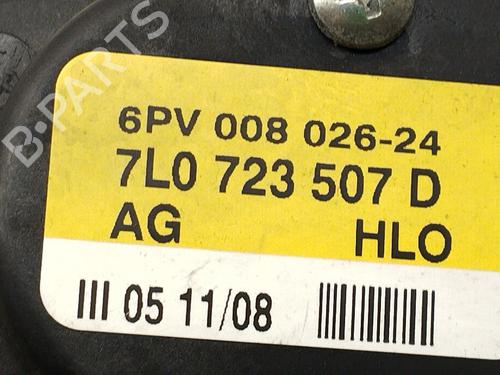 B-PARTS
6PV 008 026-24
7L0 723 507 D
AG HLO
III 05 11/08